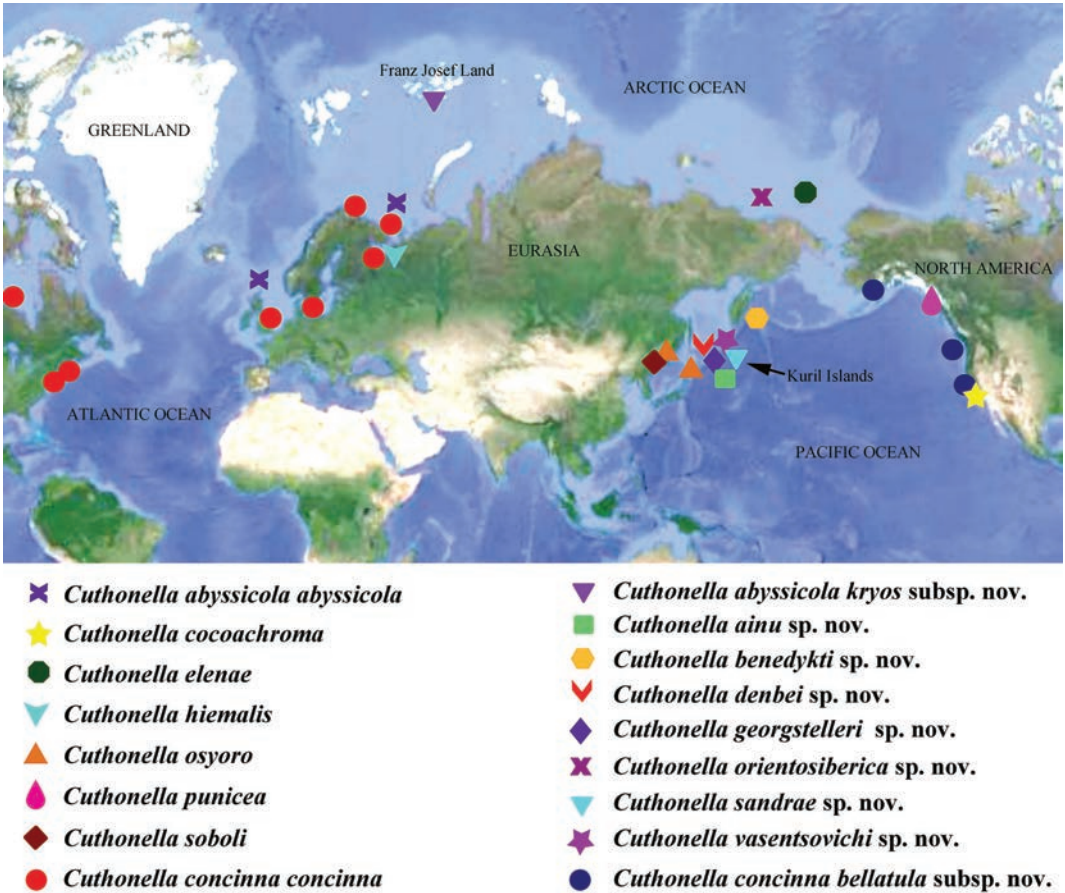 Franz Josef Land
ARCTIC OCEAN
GREENLAND
EURASIA
NORTH AMERICA
Kuril Islands
ATLANTIC OCEAN
PACIFIC OCEAN
Cuthonella abyssicola abyssicola
Cuthonella cocoachroma
Cuthonella elenae
Cuthonella hiemalis
Cuthonella osyoro
Cuthonella punicea
Cuthonella soboli
Cuthonella concinna concinna
Cuthonella abyssicola kryos subsp. nov.
Cuthonella ainu sp. nov.
Cuthonella benedykti sp. nov.
Cuthonella denbei sp. nov.
Cuthonella georgstelleri sp. nov.
Cuthonella orientosiberica sp. nov.
Cuthonella sandrae sp. nov.
Cuthonella vasentsovichi sp. nov.
Cuthonella concinna bellatula subsp. nov.